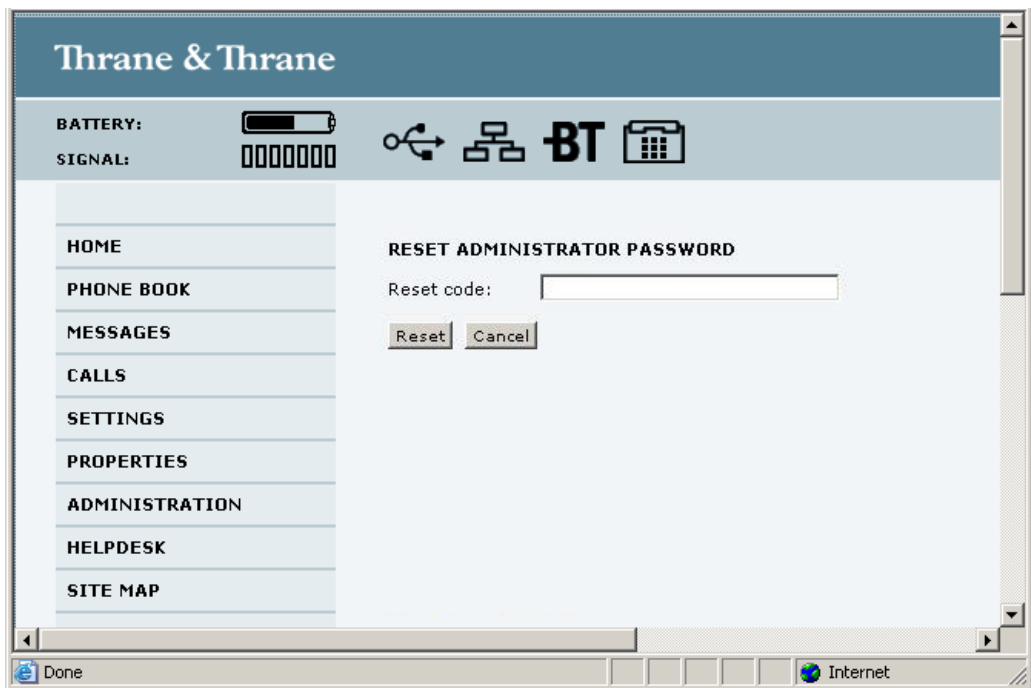 Thrane & Thrane
BATTERY:
SIGNAL:
BT
HOME
PHONE BOOK
MESSAGES
CALLS
SETTINGS
PROPERTIES
ADMINISTRATION
HELPDESK
SITE MAP
RESET ADMINISTRATOR PASSWORD
Reset code:
Reset Cancel
Done Internet